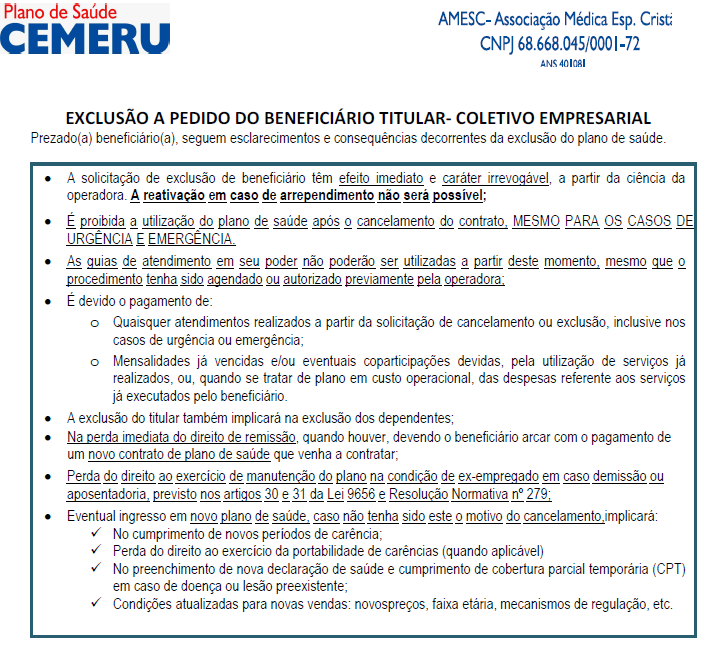 Plano de Saúde
CEMERU
AMESC- Associação Médica Esp. Cristã
CNPJ 68.668.045/0001-72
ANS 401081
EXCLUSÃO A PEDIDO DO BENEFICIÁRIO TITULAR- COLETIVO EMPRESARIAL
Prezado(a) beneficiário(a), seguem esclarecimentos e consequências decorrentes da exclusão do plano de saúde.
• A solicitação de exclusão de beneficiário têm efeito imediato e caráter irrevogável, a partir da ciência da
operadora. A reativação em caso de arrependimento não será possível;
• É proibida a utilização do plano de saúde após o cancelamento do contrato, MESMO PARA OS CASOS DE
URGÊNCIA E EMERGÊNCIA.
• As guias de atendimento em seu poder não poderão ser utilizadas a partir deste momento, mesmo que o
procedimento tenha sido agendado ou autorizado previamente pela operadora;
• É devido o pagamento de:
o Quaisquer atendimentos realizados a partir da solicitação de cancelamento ou exclusão, inclusive nos
casos de urgência ou emergência;
o Mensalidades já vencidas e/ou eventuais coparticipações devidas, pela utilização de serviços já
realizados, ou, quando se tratar de plano em custo operacional, das despesas referente aos serviços
já executados pelo beneficiário.
• A exclusão do titular também implicará na exclusão dos dependentes;
• Na perda imediata do direito de remissão, quando houver, devendo o beneficiário arcar com o pagamento de
um novo contrato de plano de saúde que venha a contratar;
• Perda do direito ao exercício de manutenção do plano na condição de ex-empregado em caso demissão ou
aposentadoria, previsto nos artigos 30 e 31 da Lei 9656 e Resolução Normativa nº 279;
• Eventual ingresso em novo plano de saúde, caso não tenha sido este o motivo do cancelamento,implicará:
✓ No cumprimento de novos períodos de carência;
✓ Perda do direito ao exercício da portabilidade de carências (quando aplicável)
✓ No preenchimento de nova declaração de saúde e cumprimento de cobertura parcial temporária (CPT)
em caso de doença ou lesão preexistente;
✓ Condições atualizadas para novas vendas: novospreços, faixa etária, mecanismos de regulação, etc.